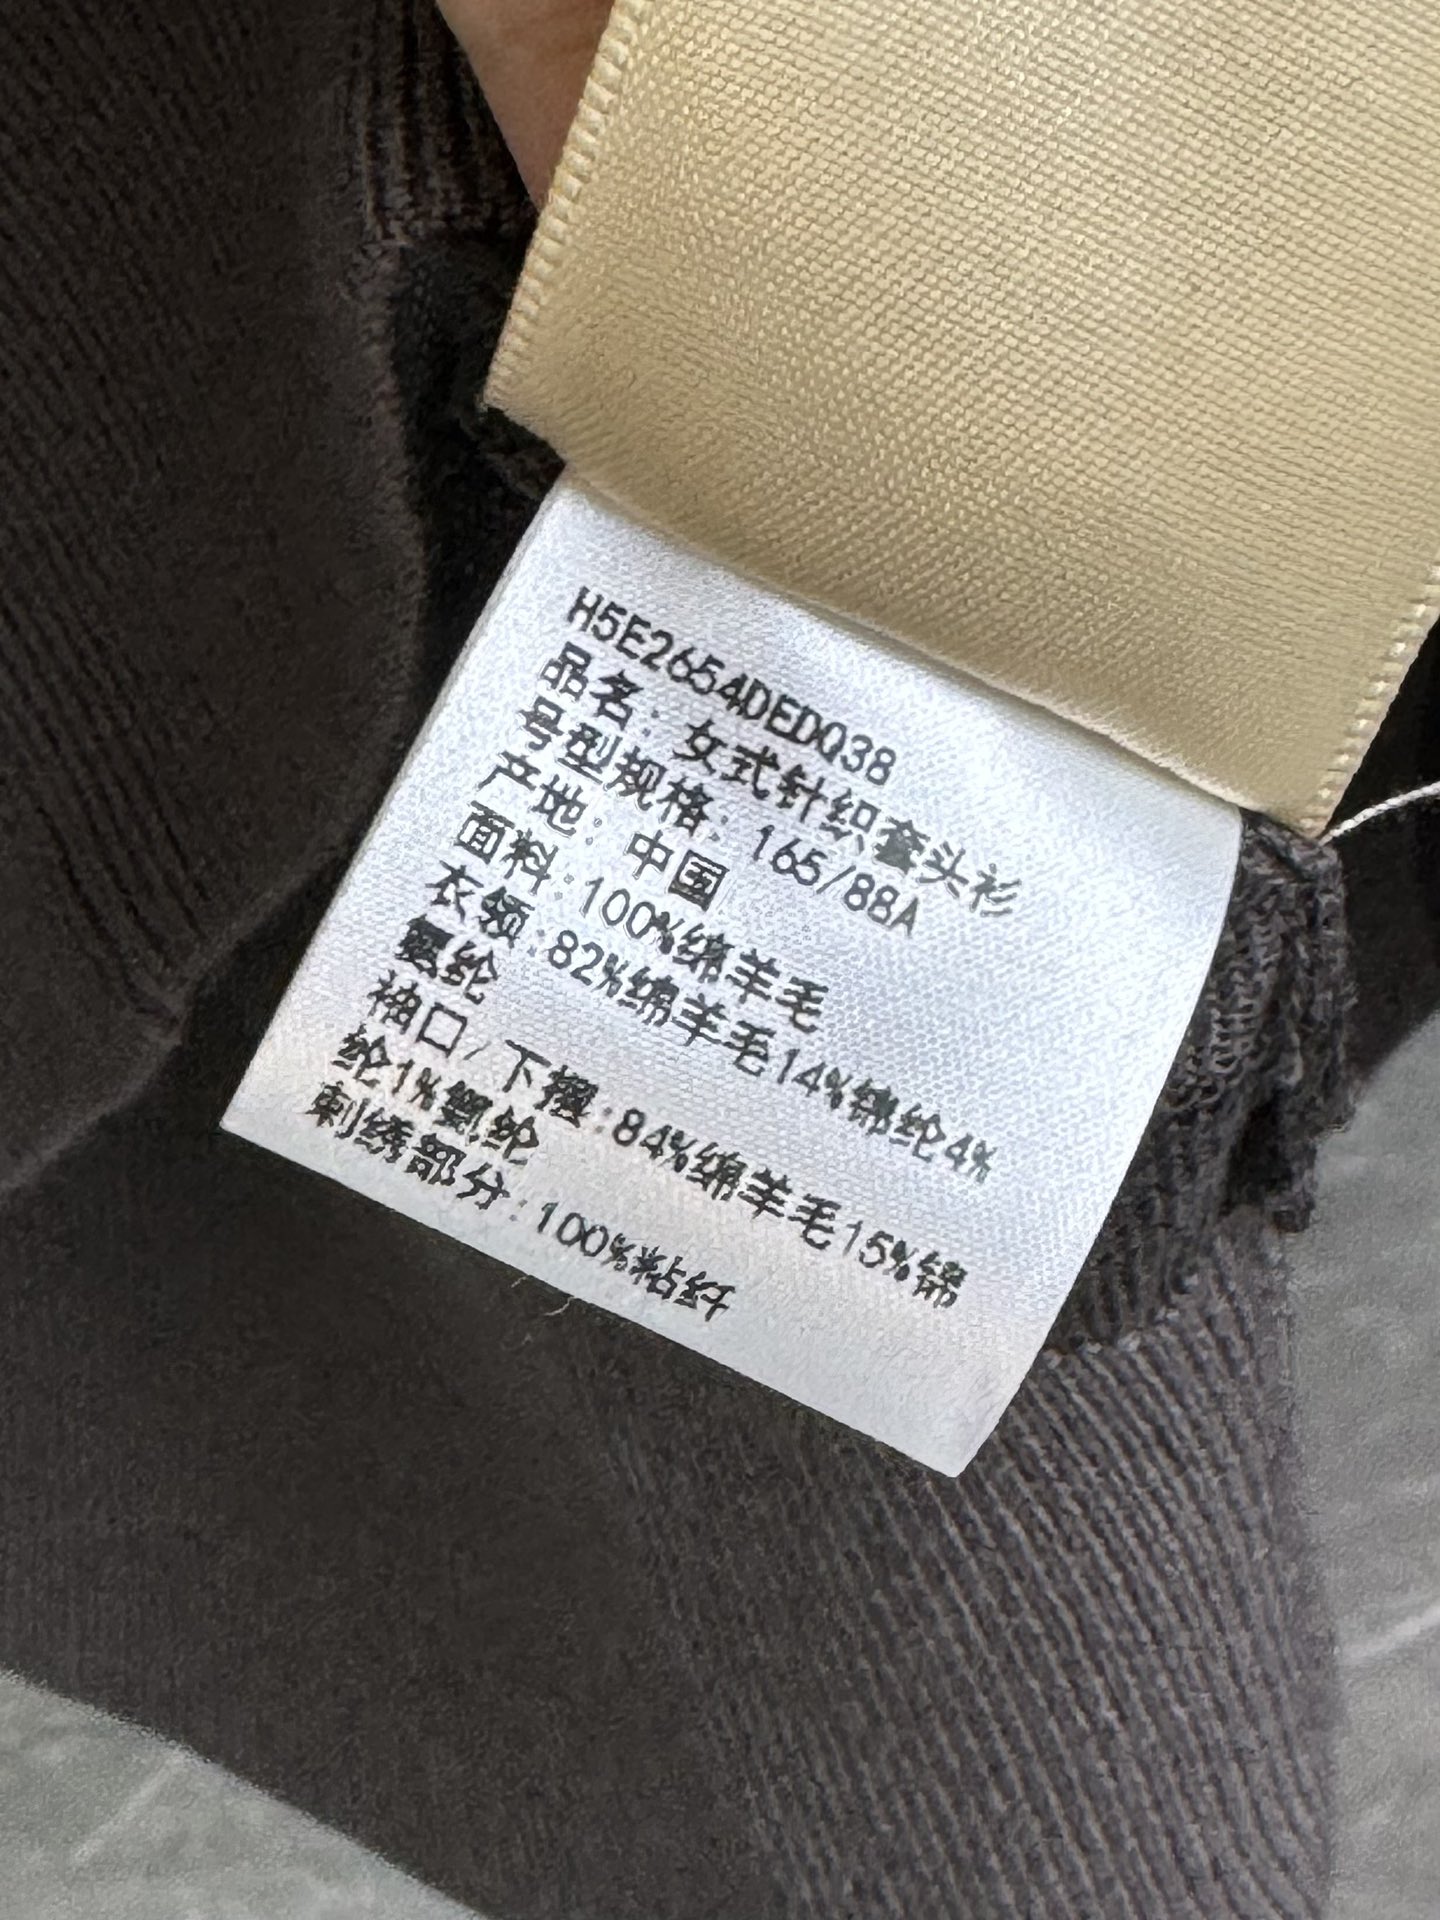 H5E2654DEDQ38
品名: 女式针织套头衫
号型规格: 165/88A
产地: 中国
面料:100%绵羊毛
衣领:82%绵羊毛14%锦纶4%
氨纶
袖口/下摆:84%绵羊毛15%锦
纶1%氨纶
刺绣部分:100%粘纤